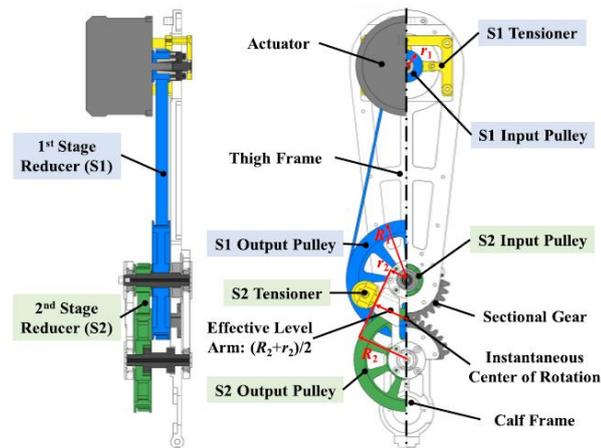 Actuator
r₁
S1 Tensioner
S1 Input Pulley
1st Stage
Reducer (S1)
Thigh Frame
S1 Output Pulley
R₁
S2 Input Pulley
r₂
2nd Stage
Reducer (S2)
S2 Tensioner
Sectional Gear
Effective Level
Arm: (R₂+r₂)/2
R₂
Instantaneous
Center of Rotation
S2 Output Pulley
Calf Frame